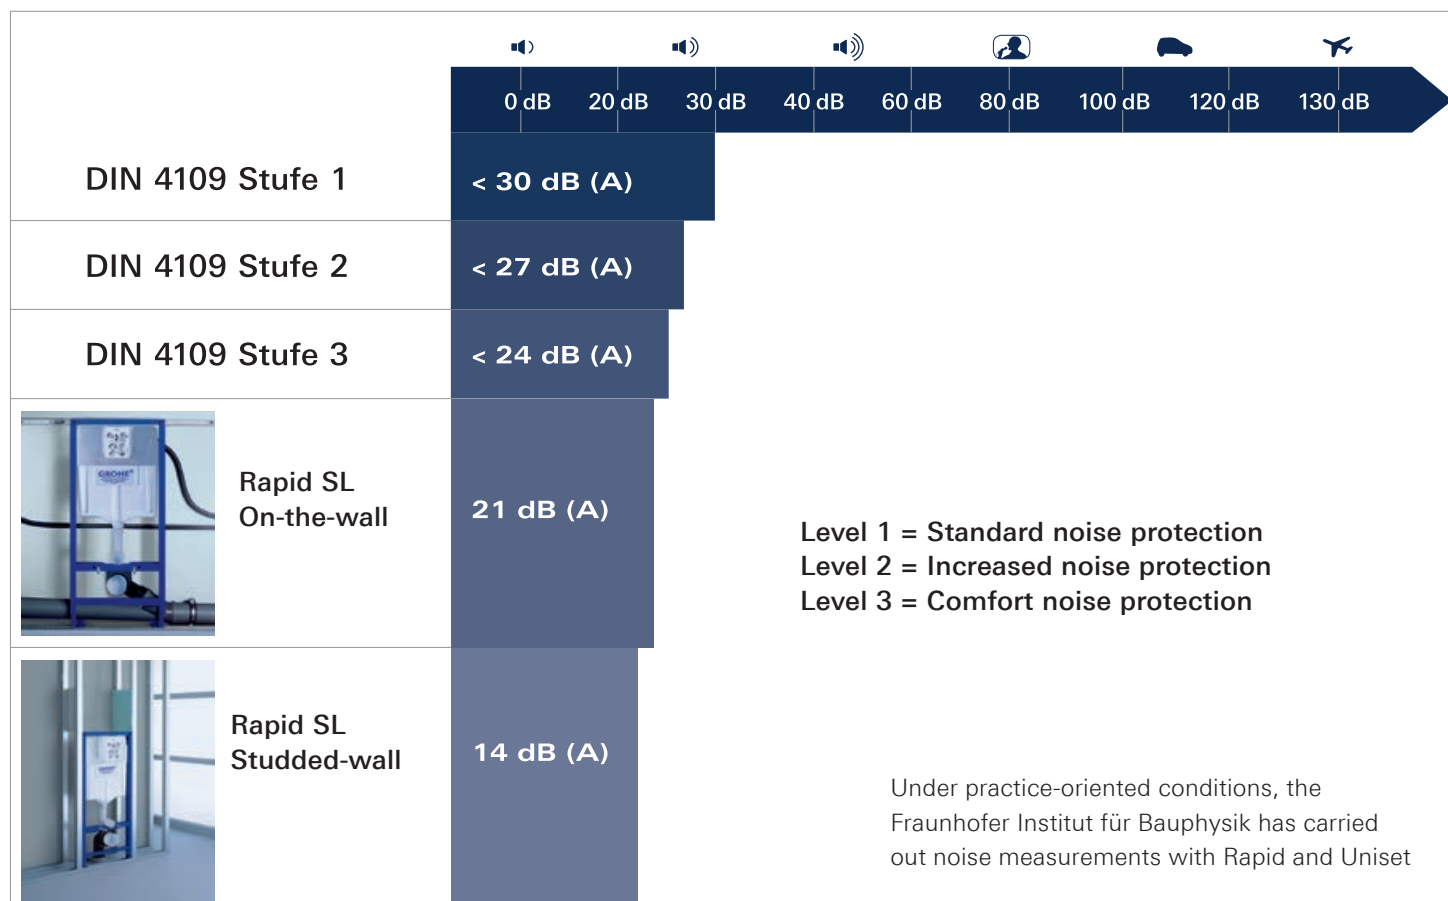 0 dB 20 dB 30 dB 40 dB 60 dB 80 dB 100 dB 120 dB 130 dB
DIN 4109 Stufe 1
< 30 dB (A)
DIN 4109 Stufe 2
< 27 dB (A)
DIN 4109 Stufe 3
< 24 dB (A)
GROHE
Rapid SL
On-the-wall
21 dB (A)
Level 1 = Standard noise protection
Level 2 = Increased noise protection
Level 3 = Comfort noise protection
Rapid SL
Studded-wall
14 dB (A)
Under practice-oriented conditions, the
Fraunhofer Institut für Bauphysik has carried
out noise measurements with Rapid and Uniset